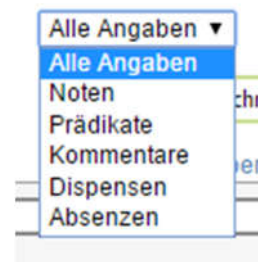 Alle Angaben ▼
Alle Angaben
Noten
Prädikate
Kommentare
Dispensen
Absenzen